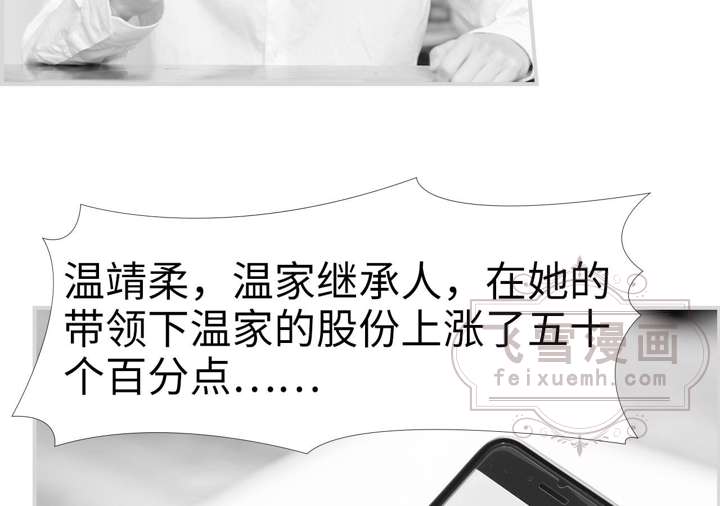 温靖柔，温家继承人，在她的
带领下温家的股份上涨了五十
个百分点……
飞雪漫画
feixuemh.com